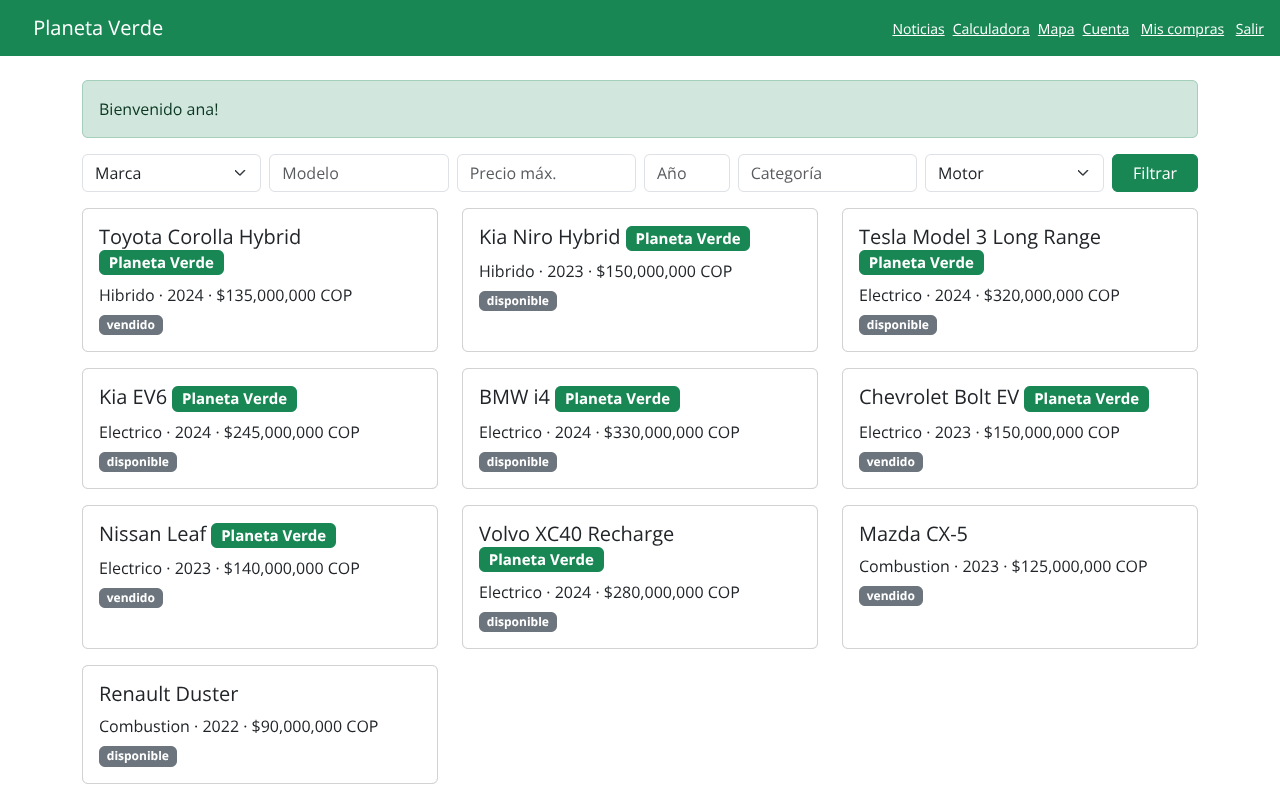 Planeta Verde
Noticias Calculadora Mapa Cuenta Mis compras Salir
Bienvenido ana!
Marca Modelo Precio máx. Año Categoría Motor Filtrar
Toyota Corolla Hybrid
Planeta Verde
Hibrido · 2024 · $135,000,000 COP
vendido
Kia Niro Hybrid Planeta Verde
Hibrido · 2023 · $150,000,000 COP
disponible
Tesla Model 3 Long Range
Planeta Verde
Electrico · 2024 · $320,000,000 COP
disponible
Kia EV6 Planeta Verde
Electrico · 2024 · $245,000,000 COP
disponible
BMW i4 Planeta Verde
Electrico · 2024 · $330,000,000 COP
disponible
Chevrolet Bolt EV Planeta Verde
Electrico · 2023 · $150,000,000 COP
vendido
Nissan Leaf Planeta Verde
Electrico · 2023 · $140,000,000 COP
vendido
Volvo XC40 Recharge
Planeta Verde
Electrico · 2024 · $280,000,000 COP
disponible
Mazda CX-5
Combustion · 2023 · $125,000,000 COP
vendido
Renault Duster
Combustion · 2022 · $90,000,000 COP
disponible